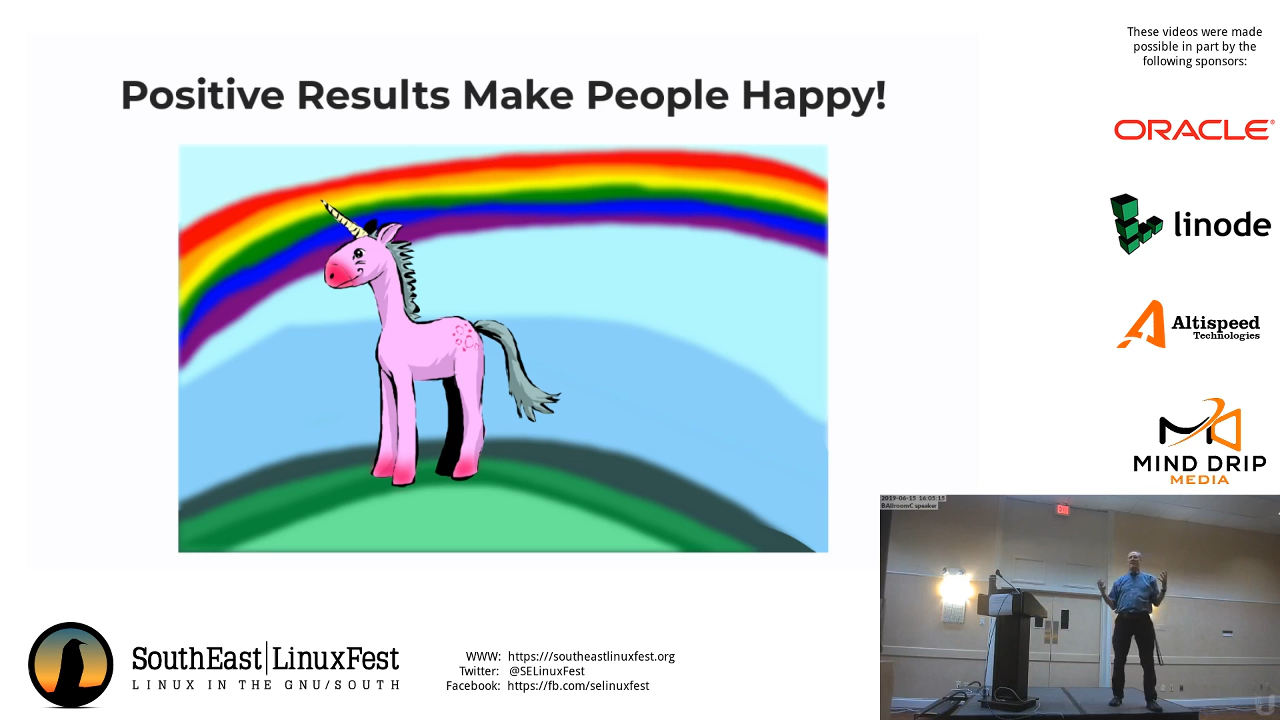 Positive Results Make People Happy!
These videos were made
possible in part by the
following sponsors:
ORACLE®
linode
Altispeed
Technologies
MIND DRIP
MEDIA
2019-06-15 16:05:15
BAllroomC speaker
SouthEast|LinuxFest
LINUX IN THE GNU/SOUTH
WWW: https:///southeastlinuxfest.org
Twitter: @SELinuxFest
Facebook: https://fb.com/selinuxfest